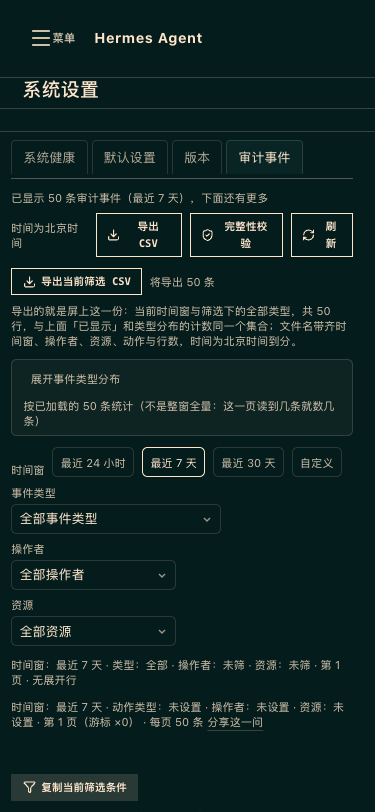 菜单 Hermes Agent
系统设置
系统健康 默认设置 版本 审计事件
已显示 50 条审计事件（最近 7 天），下面还有更多
时间为北京时间
导出 CSV
完整性校验
刷新
导出当前筛选 CSV 将导出 50 条
导出的就是屏上这一份：当前时间窗与筛选下的全部类型，共 50
行，与上面「已显示」和类型分布的计数同一个集合；文件名带齐时
间窗、操作者、资源、动作与行数，时间为北京时间到分。
展开事件类型分布
按已加载的 50 条统计（不是整窗全量：这一页读到几条就数几
条）
时间窗 最近 24 小时 最近 7 天 最近 30 天 自定义
事件类型
全部事件类型
操作者
全部操作者
资源
全部资源
时间窗：最近 7 天 · 类型：全部 · 操作者：未筛 · 资源：未筛 · 第 1
页 · 无展开行
时间窗：最近 7 天 · 动作类型：未设置 · 操作者：未设置 · 资源：未
设置 · 第 1 页（游标 ×0） · 每页 50 条 分享这一问
复制当前筛选条件